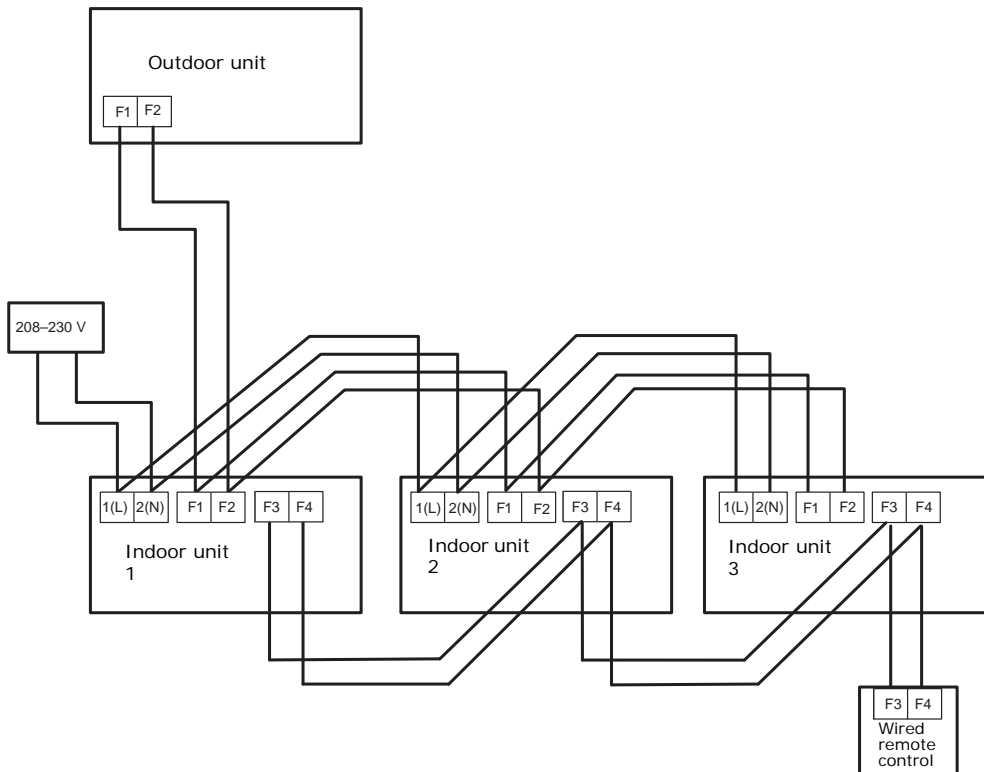 Outdoor unit
F1 F2
208–230 V
1(L) 2(N) F1 F2 F3 F4
Indoor unit
1
1(L) 2(N) F1 F2 F3 F4
Indoor unit
2
1(L) 2(N) F1 F2 F3 F4
Indoor unit
3
F3 F4
Wired
remote
control